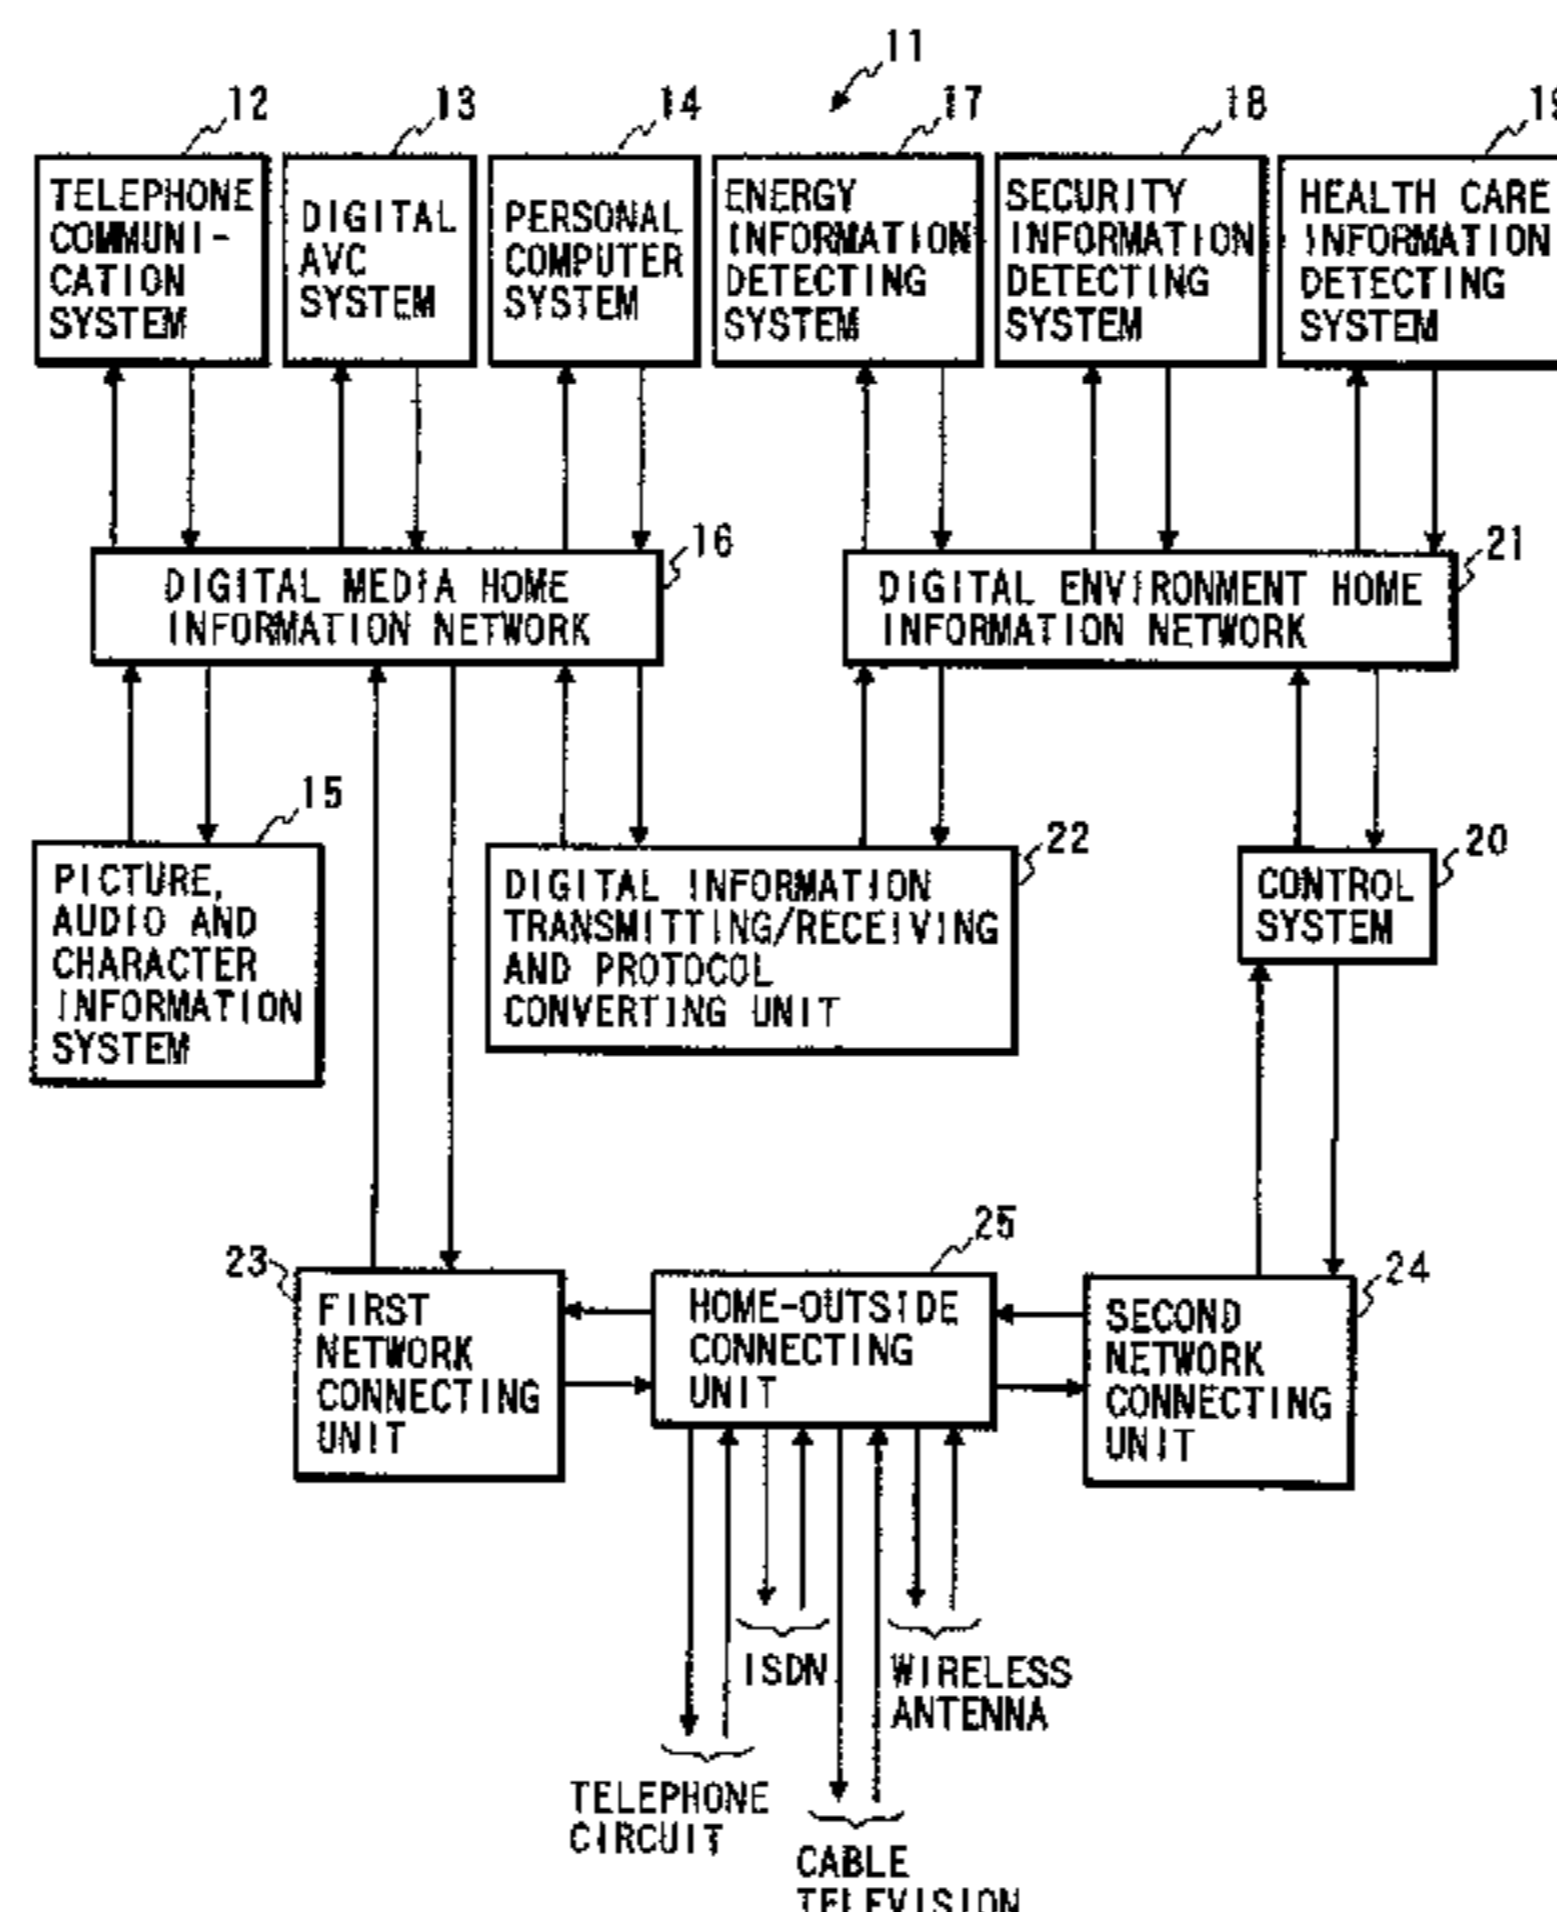 11
12
13
14
17
18
19
TELEPHONE
COMMUNI-
CATION
SYSTEM
DIGITAL
AVC
SYSTEM
PERSONAL
COMPUTER
SYSTEM
ENERGY
INFORMATION
DETECTING
SYSTEM
SECURITY
INFORMATION
DETECTING
SYSTEM
HEALTH CARE
INFORMATION
DETECTING
SYSTEM
16
DIGITAL MEDIA HOME
INFORMATION NETWORK
21
DIGITAL ENVIRONMENT HOME
INFORMATION NETWORK
15
PICTURE,
AUDIO AND
CHARACTER
INFORMATION
SYSTEM
22
DIGITAL INFORMATION
TRANSMITTING/RECEIVING
AND PROTOCOL
CONVERTING UNIT
20
CONTROL
SYSTEM
23
FIRST
NETWORK
CONNECTING
UNIT
25
HOME-OUTSIDE
CONNECTING
UNIT
24
SECOND
NETWORK
CONNECTING
UNIT
ISDN
WIRELESS
ANTENNA
TELEPHONE
CIRCUIT
CABLE
TELEVISION